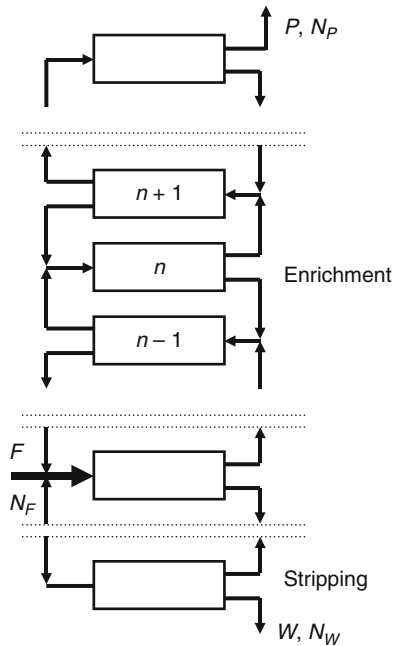 P, N_P
n + 1
n
Enrichment
n – 1
F
N_F
Stripping
W, N_W